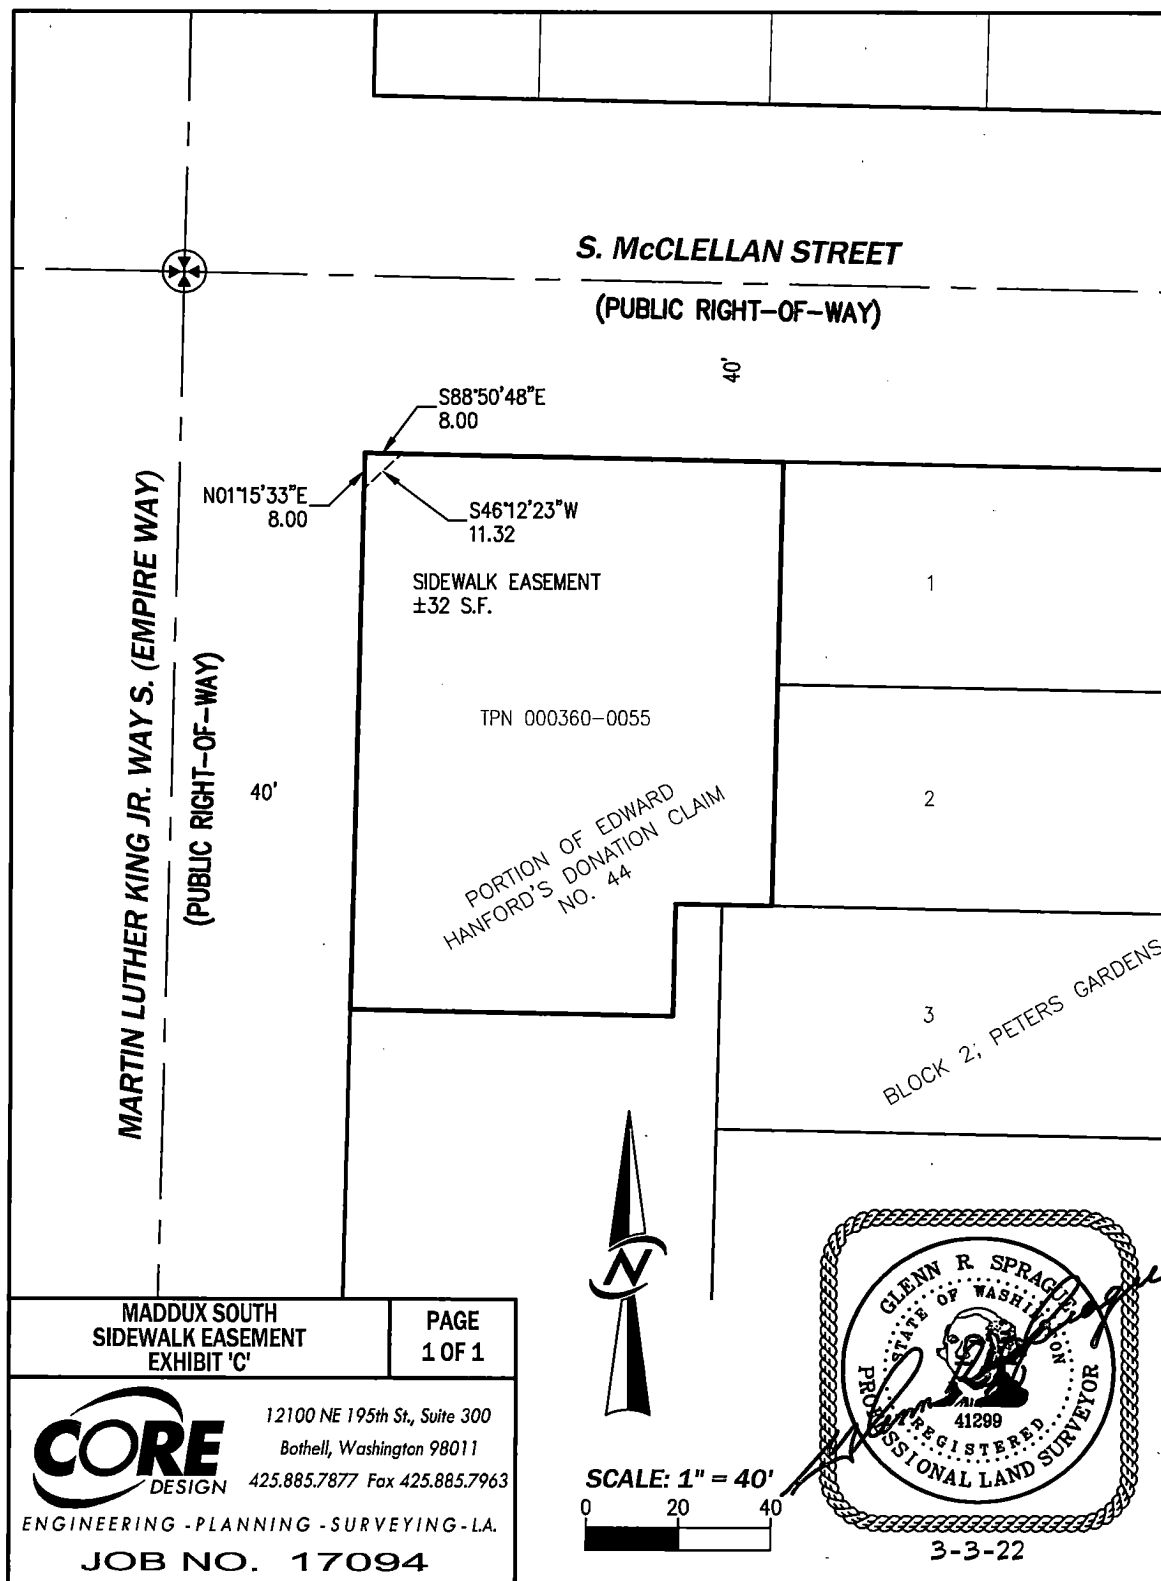 S. McCLELLAN STREET
(PUBLIC RIGHT-OF-WAY)
40'
S88°50'48"E
8.00
N01°15'33"E
8.00
S46°12'23"W
11.32
SIDEWALK EASEMENT
±32 S.F.
TPN 000360-0055
MARTIN LUTHER KING JR. WAY S. (EMPIRE WAY)
(PUBLIC RIGHT-OF-WAY)
40'
PORTION OF EDWARD
HANFORD'S DONATION CLAIM
NO. 44
1
2
3
BLOCK 2; PETERS GARDENS
N
MADDUX SOUTH
SIDEWALK EASEMENT
EXHIBIT 'C'
PAGE
1 OF 1
CORE
DESIGN
12100 NE 195th St., Suite 300
Bothell, Washington 98011
425.885.7877 Fax 425.885.7963
ENGINEERING - PLANNING - SURVEYING - L.A.
JOB NO. 17094
SCALE: 1" = 40'
0 20 40
GLENN R. SPRAGUE
STATE OF WASHINGTON
41299
REGISTERED
PROFESSIONAL LAND SURVEYOR
3-3-22